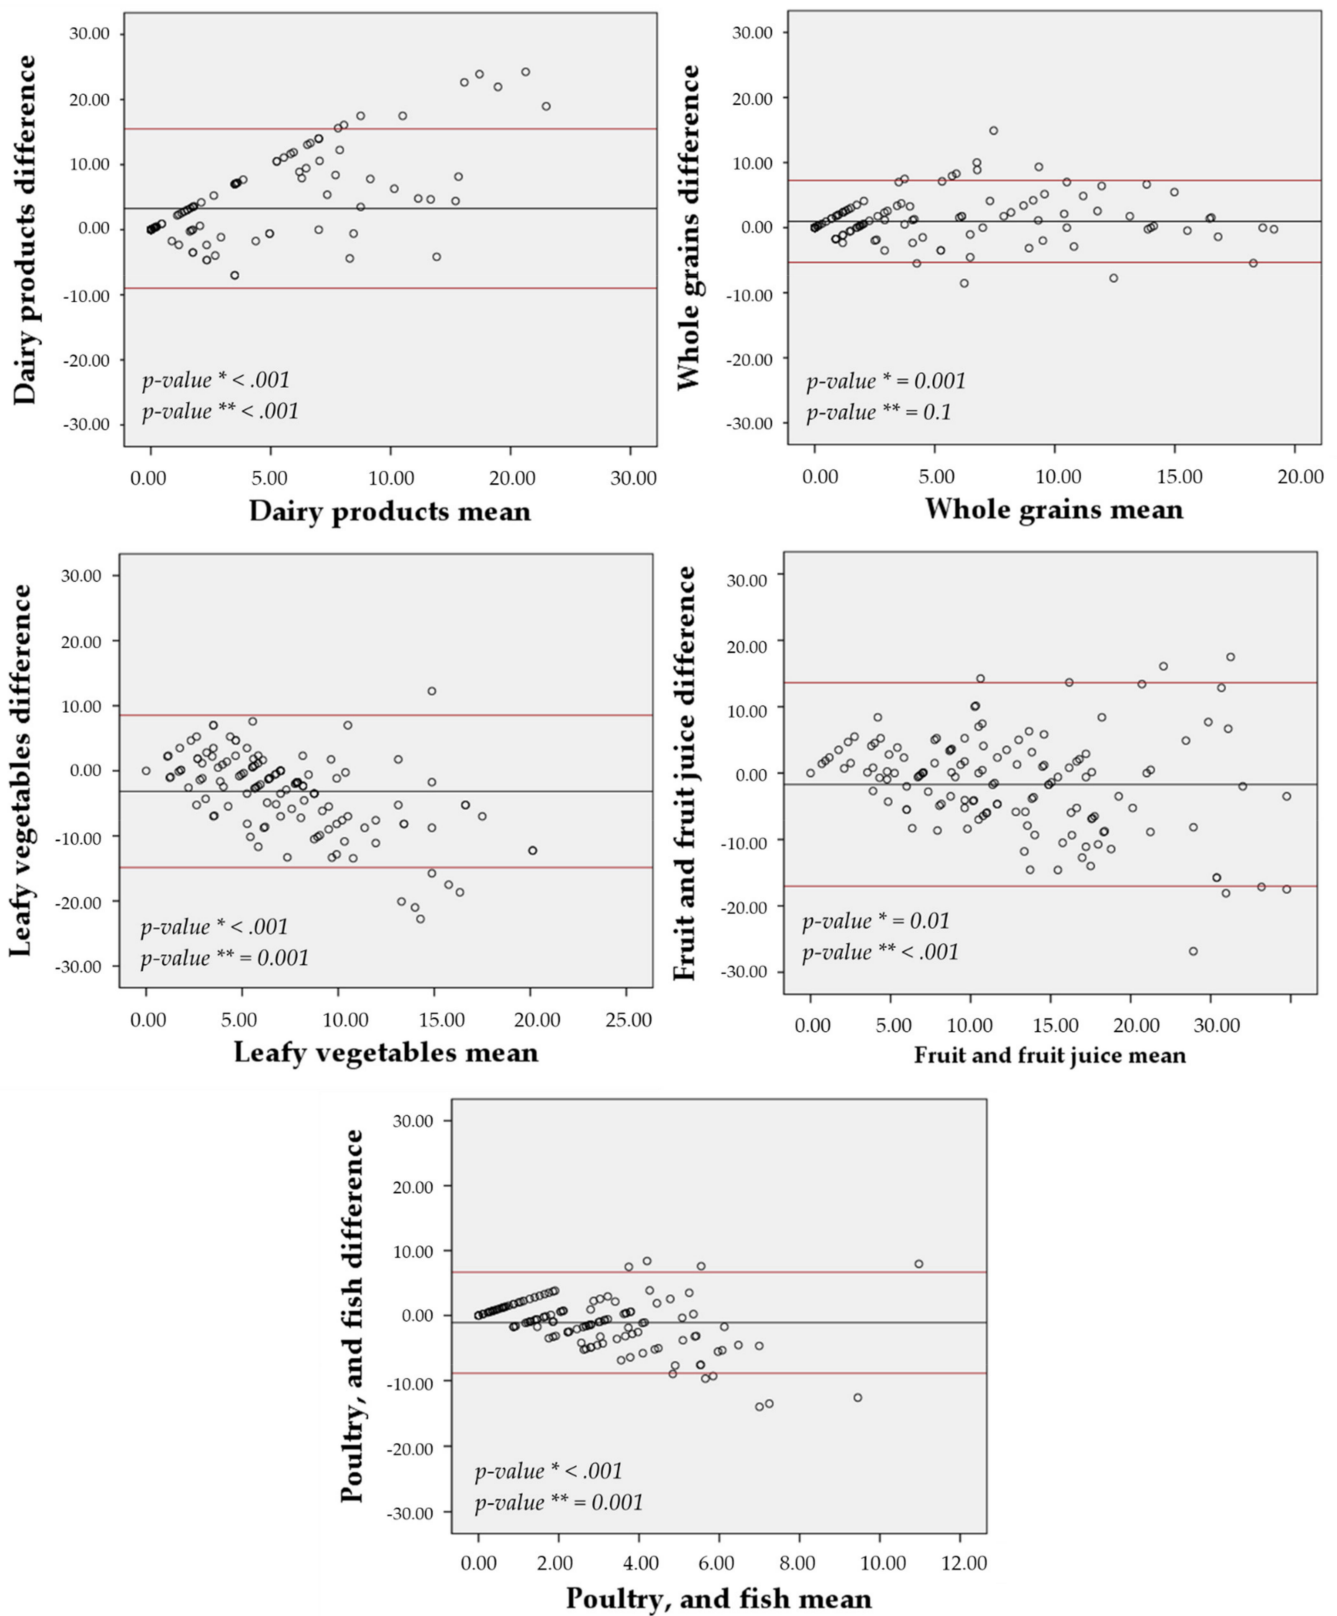 Dairy products difference
30.00
20.00
10.00
0.00
-10.00
-20.00
-30.00
p-value * < .001
p-value ** < .001
0.00 5.00 10.00 20.00 30.00
Dairy products mean
Whole grains difference
30.00
20.00
10.00
0.00
-10.00
-20.00
-30.00
p-value * = 0.001
p-value ** = 0.1
0.00 5.00 10.00 15.00 20.00
Whole grains mean
Leafy vegetables difference
30.00
20.00
10.00
0.00
-10.00
-20.00
-30.00
p-value * < .001
p-value ** = 0.001
0.00 5.00 10.00 15.00 20.00 25.00
Leafy vegetables mean
Fruit and fruit juice difference
30.00
20.00
10.00
0.00
-10.00
-20.00
-30.00
p-value * = 0.01
p-value ** < .001
0.00 5.00 10.00 15.00 20.00 30.00
Fruit and fruit juice mean
Poultry, and fish difference
30.00
20.00
10.00
0.00
-10.00
-20.00
-30.00
p-value * < .001
p-value ** = 0.001
0.00 2.00 4.00 6.00 8.00 10.00 12.00
Poultry, and fish mean